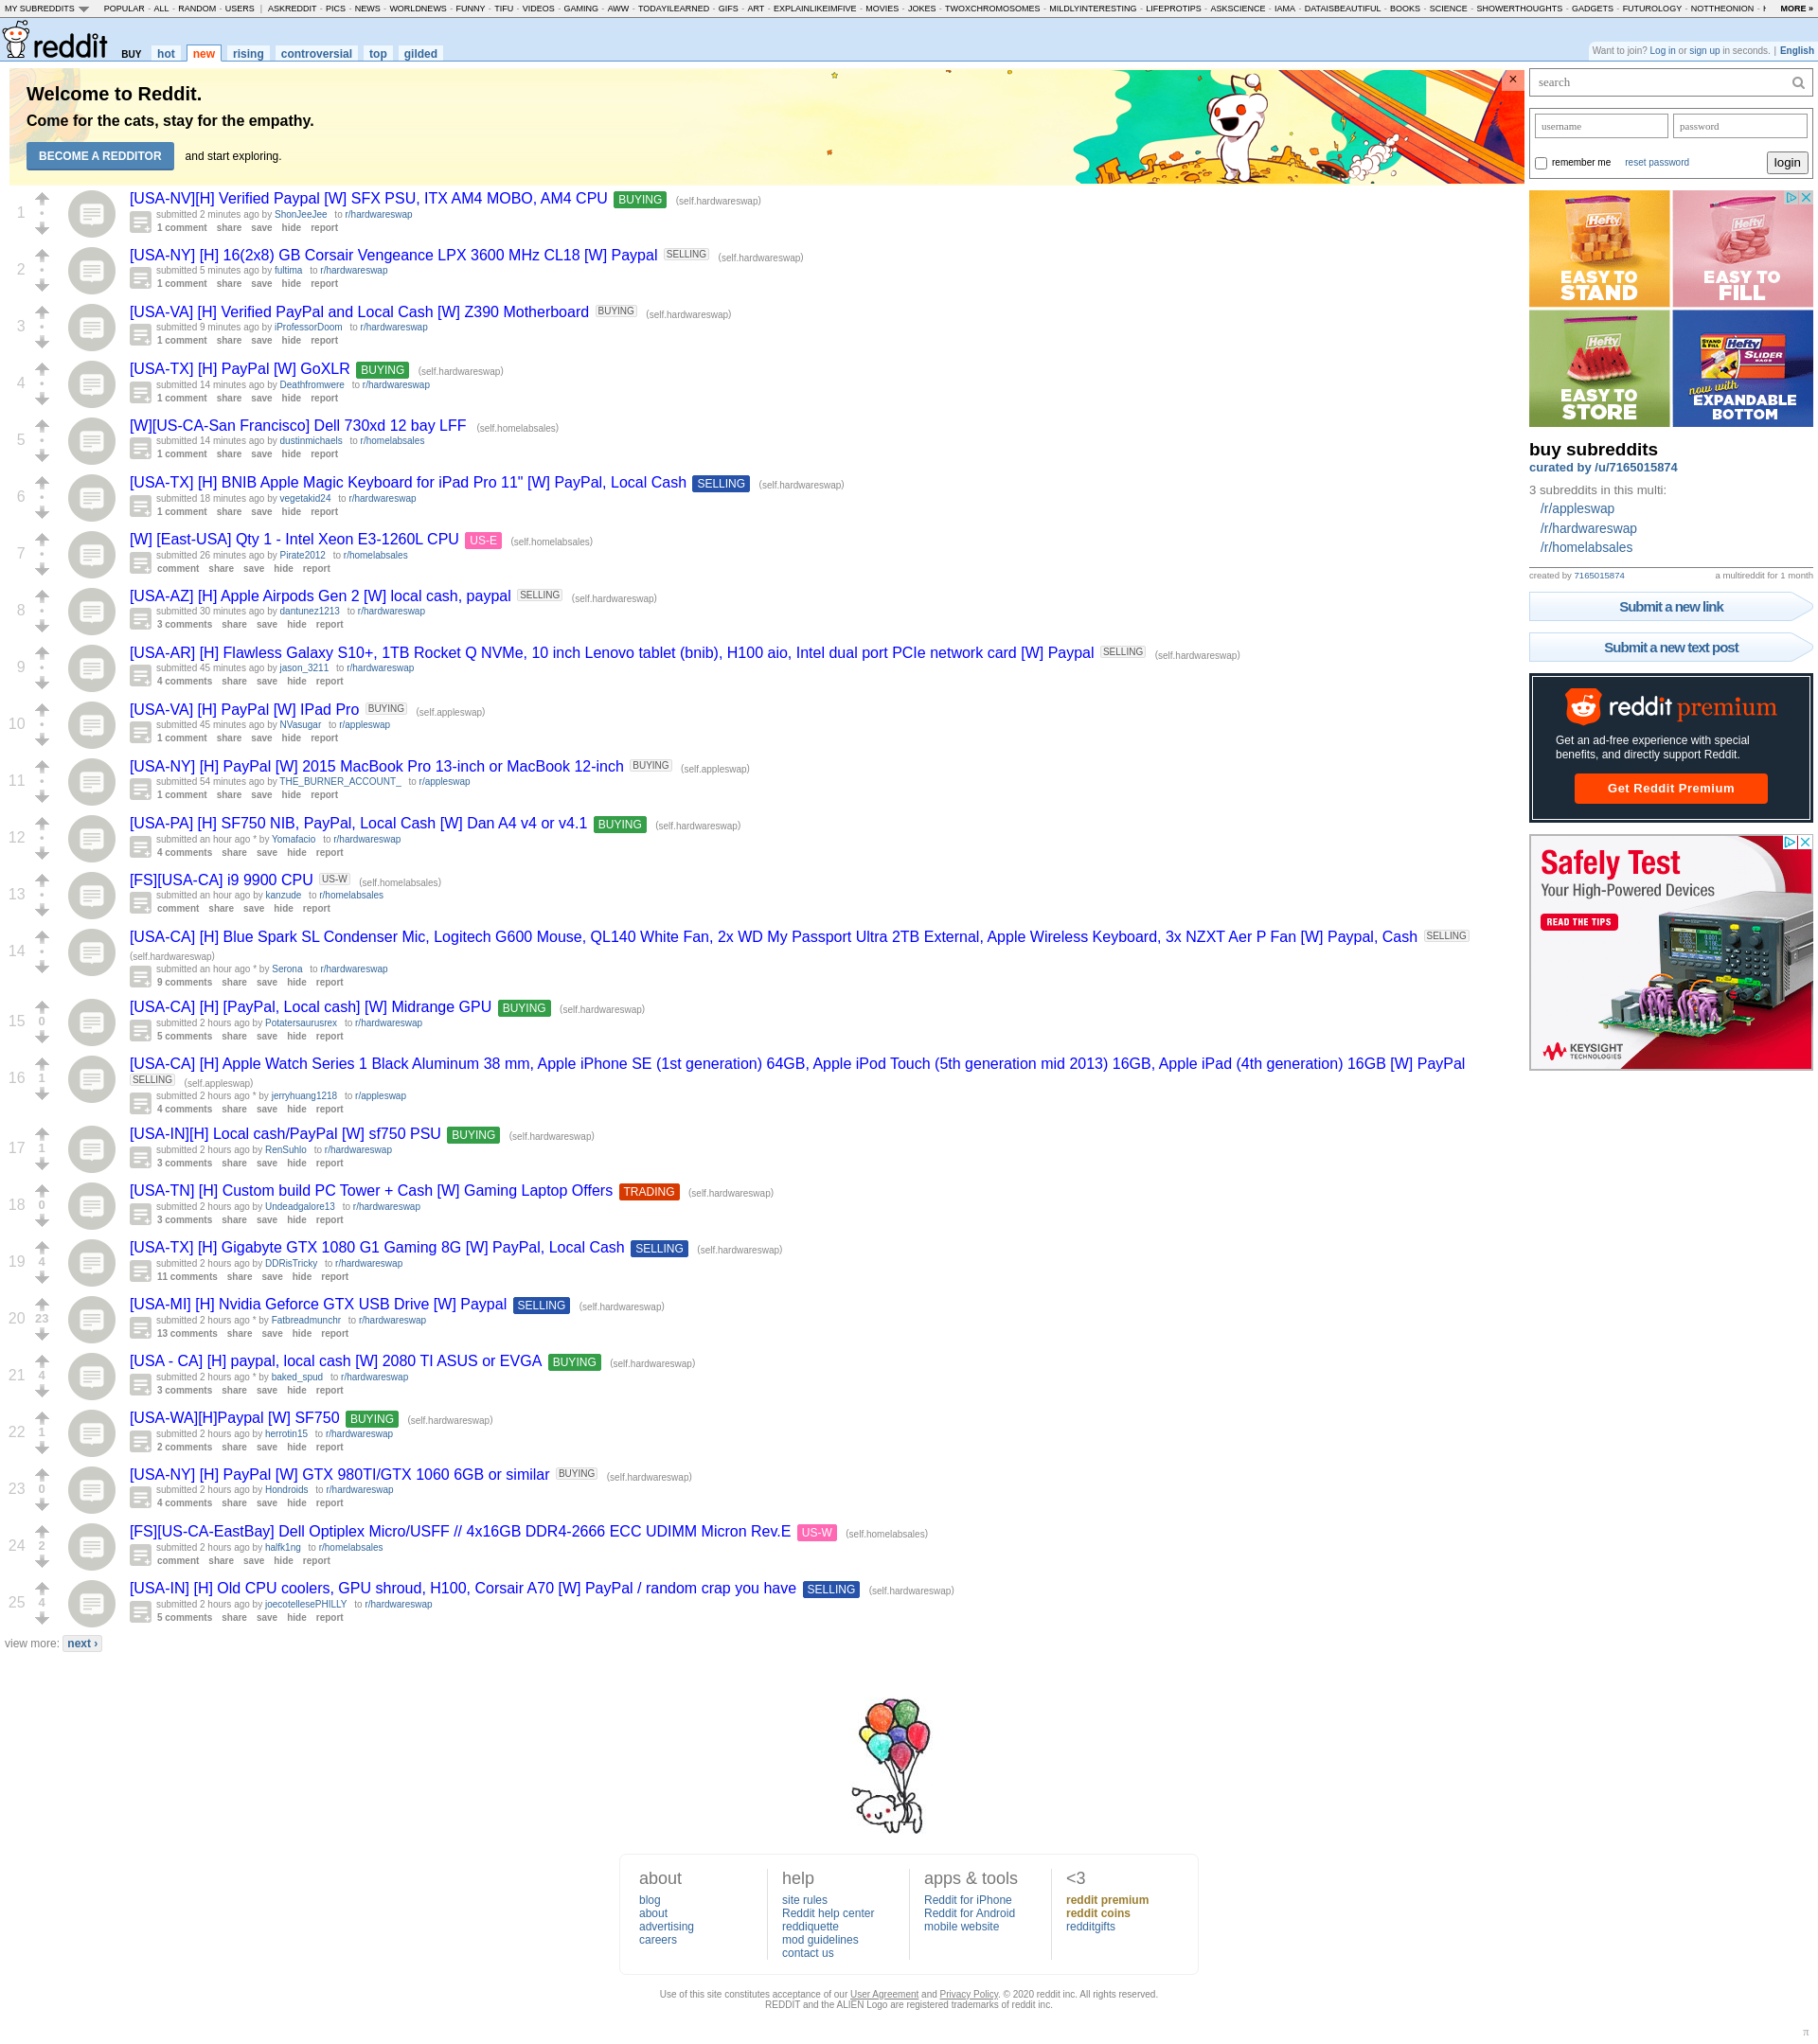 MY SUBREDDITS POPULAR - ALL - RANDOM - USERS | ASKREDDIT - PICS - NEWS - WORLDNEWS - FUNNY - TIFU - VIDEOS - GAMING - AWW - TODAYILEARNED - GIFS - ART - EXPLAINLIKEIMFIVE - MOVIES - JOKES - TWOXCHROMOSOMES - MILDLYINTERESTING - LIFEPROTIPS - ASKSCIENCE - IAMA - DATAISBEAUTIFUL - BOOKS - SCIENCE - SHOWERTHOUGHTS - GADGETS - FUTUROLOGY - NOTTHEONION - MORE »
reddit BUY hot new rising controversial top gilded
Want to join? Log in or sign up in seconds. | English
Welcome to Reddit.
Come for the cats, stay for the empathy.
BECOME A REDDITOR and start exploring.
1 [USA-NV][H] Verified Paypal [W] SFX PSU, ITX AM4 MOBO, AM4 CPU BUYING (self.hardwareswap)
submitted 2 minutes ago by ShonJeeJee to r/hardwareswap
1 comment share save hide report
2 [USA-NY] [H] 16(2x8) GB Corsair Vengeance LPX 3600 MHz CL18 [W] Paypal SELLING (self.hardwareswap)
submitted 5 minutes ago by fultima to r/hardwareswap
1 comment share save hide report
3 [USA-VA] [H] Verified PayPal and Local Cash [W] Z390 Motherboard BUYING (self.hardwareswap)
submitted 9 minutes ago by iProfessorDoom to r/hardwareswap
1 comment share save hide report
4 [USA-TX] [H] PayPal [W] GoXLR BUYING (self.hardwareswap)
submitted 14 minutes ago by Deathfromwere to r/hardwareswap
1 comment share save hide report
5 [W][US-CA-San Francisco] Dell 730xd 12 bay LFF (self.homelabsales)
submitted 14 minutes ago by dustinmichaels to r/homelabsales
1 comment share save hide report
6 [USA-TX] [H] BNIB Apple Magic Keyboard for iPad Pro 11" [W] PayPal, Local Cash SELLING (self.hardwareswap)
submitted 18 minutes ago by vegetakid24 to r/hardwareswap
1 comment share save hide report
7 [W] [East-USA] Qty 1 - Intel Xeon E3-1260L CPU US-E (self.homelabsales)
submitted 26 minutes ago by Pirate2012 to r/homelabsales
comment share save hide report
8 [USA-AZ] [H] Apple Airpods Gen 2 [W] local cash, paypal SELLING (self.hardwareswap)
submitted 30 minutes ago by dantunez1213 to r/hardwareswap
3 comments share save hide report
9 [USA-AR] [H] Flawless Galaxy S10+, 1TB Rocket Q NVMe, 10 inch Lenovo tablet (bnib), H100 aio, Intel dual port PCIe network card [W] Paypal SELLING (self.hardwareswap)
submitted 45 minutes ago by jason_3211 to r/hardwareswap
4 comments share save hide report
10 [USA-VA] [H] PayPal [W] IPad Pro BUYING (self.appleswap)
submitted 45 minutes ago by NVasugar to r/appleswap
1 comment share save hide report
11 [USA-NY] [H] PayPal [W] 2015 MacBook Pro 13-inch or MacBook 12-inch BUYING (self.appleswap)
submitted 54 minutes ago by THE_BURNER_ACCOUNT_ to r/appleswap
1 comment share save hide report
12 [USA-PA] [H] SF750 NIB, PayPal, Local Cash [W] Dan A4 v4 or v4.1 BUYING (self.hardwareswap)
submitted an hour ago * by Yomafacio to r/hardwareswap
4 comments share save hide report
13 [FS][USA-CA] i9 9900 CPU US-W (self.homelabsales)
submitted an hour ago by kanzude to r/homelabsales
comment share save hide report
14 [USA-CA] [H] Blue Spark SL Condenser Mic, Logitech G600 Mouse, QL140 White Fan, 2x WD My Passport Ultra 2TB External, Apple Wireless Keyboard, 3x NZXT Aer P Fan [W] Paypal, Cash SELLING
(self.hardwareswap)
submitted an hour ago * by Serona to r/hardwareswap
9 comments share save hide report
15 0 [USA-CA] [H] [PayPal, Local cash] [W] Midrange GPU BUYING (self.hardwareswap)
submitted 2 hours ago by Potatersaurusrex to r/hardwareswap
5 comments share save hide report
16 1 [USA-CA] [H] Apple Watch Series 1 Black Aluminum 38 mm, Apple iPhone SE (1st generation) 64GB, Apple iPod Touch (5th generation mid 2013) 16GB, Apple iPad (4th generation) 16GB [W] PayPal
SELLING (self.appleswap)
submitted 2 hours ago * by jerryhuang1218 to r/appleswap
4 comments share save hide report
17 1 [USA-IN][H] Local cash/PayPal [W] sf750 PSU BUYING (self.hardwareswap)
submitted 2 hours ago by RenSuhlo to r/hardwareswap
3 comments share save hide report
18 0 [USA-TN] [H] Custom build PC Tower + Cash [W] Gaming Laptop Offers TRADING (self.hardwareswap)
submitted 2 hours ago by Undeadgalore13 to r/hardwareswap
3 comments share save hide report
19 4 [USA-TX] [H] Gigabyte GTX 1080 G1 Gaming 8G [W] PayPal, Local Cash SELLING (self.hardwareswap)
submitted 2 hours ago by DDRisTricky to r/hardwareswap
11 comments share save hide report
20 23 [USA-MI] [H] Nvidia Geforce GTX USB Drive [W] Paypal SELLING (self.hardwareswap)
submitted 2 hours ago * by Fatbreadmunchr to r/hardwareswap
13 comments share save hide report
21 4 [USA - CA] [H] paypal, local cash [W] 2080 TI ASUS or EVGA BUYING (self.hardwareswap)
submitted 2 hours ago * by baked_spud to r/hardwareswap
3 comments share save hide report
22 1 [USA-WA][H]Paypal [W] SF750 BUYING (self.hardwareswap)
submitted 2 hours ago by herrotin15 to r/hardwareswap
2 comments share save hide report
23 0 [USA-NY] [H] PayPal [W] GTX 980TI/GTX 1060 6GB or similar BUYING (self.hardwareswap)
submitted 2 hours ago by Hondroids to r/hardwareswap
4 comments share save hide report
24 2 [FS][US-CA-EastBay] Dell Optiplex Micro/USFF // 4x16GB DDR4-2666 ECC UDIMM Micron Rev.E US-W (self.homelabsales)
submitted 2 hours ago by halfk1ng to r/homelabsales
comment share save hide report
25 4 [USA-IN] [H] Old CPU coolers, GPU shroud, H100, Corsair A70 [W] PayPal / random crap you have SELLING (self.hardwareswap)
submitted 2 hours ago by joecotellesePHILLY to r/hardwareswap
5 comments share save hide report
view more: next ›
search
username password
remember me reset password login
Hefty Hefty
EASY TO STAND
EASY TO FILL
Hefty
EASY TO STORE
STAND & FILL Hefty SLIDER BAGS
now with EXPANDABLE BOTTOM
buy subreddits
curated by /u/7165015874
3 subreddits in this multi:
/r/appleswap
/r/hardwareswap
/r/homelabsales
created by 7165015874 a multireddit for 1 month
Submit a new link
Submit a new text post
reddit premium
Get an ad-free experience with special
benefits, and directly support Reddit.
Get Reddit Premium
Safely Test
Your High-Powered Devices
READ THE TIPS
KEYSIGHT
TECHNOLOGIES
about help apps & tools <3
blog site rules Reddit for iPhone reddit premium
about Reddit help center Reddit for Android reddit coins
advertising reddiquette mobile website redditgifts
careers mod guidelines
contact us
Use of this site constitutes acceptance of our User Agreement and Privacy Policy. © 2020 reddit inc. All rights reserved.
REDDIT and the ALIEN Logo are registered trademarks of reddit inc.
π